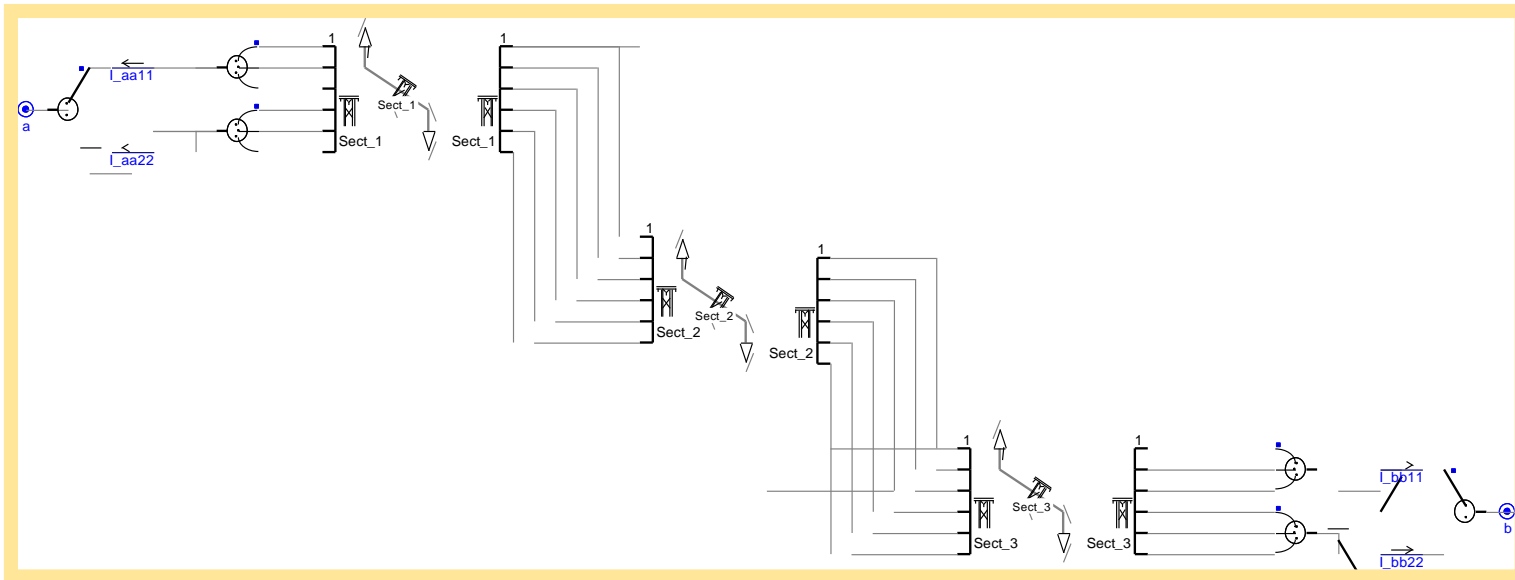 1
1
I_aa11
Sect_1
a
Sect_1
Sect_1
I_aa22
1
1
Sect_2
Sect_2
Sect_2
1
1
I_bb11
Sect_3
b
Sect_3
Sect_3
I_bb22